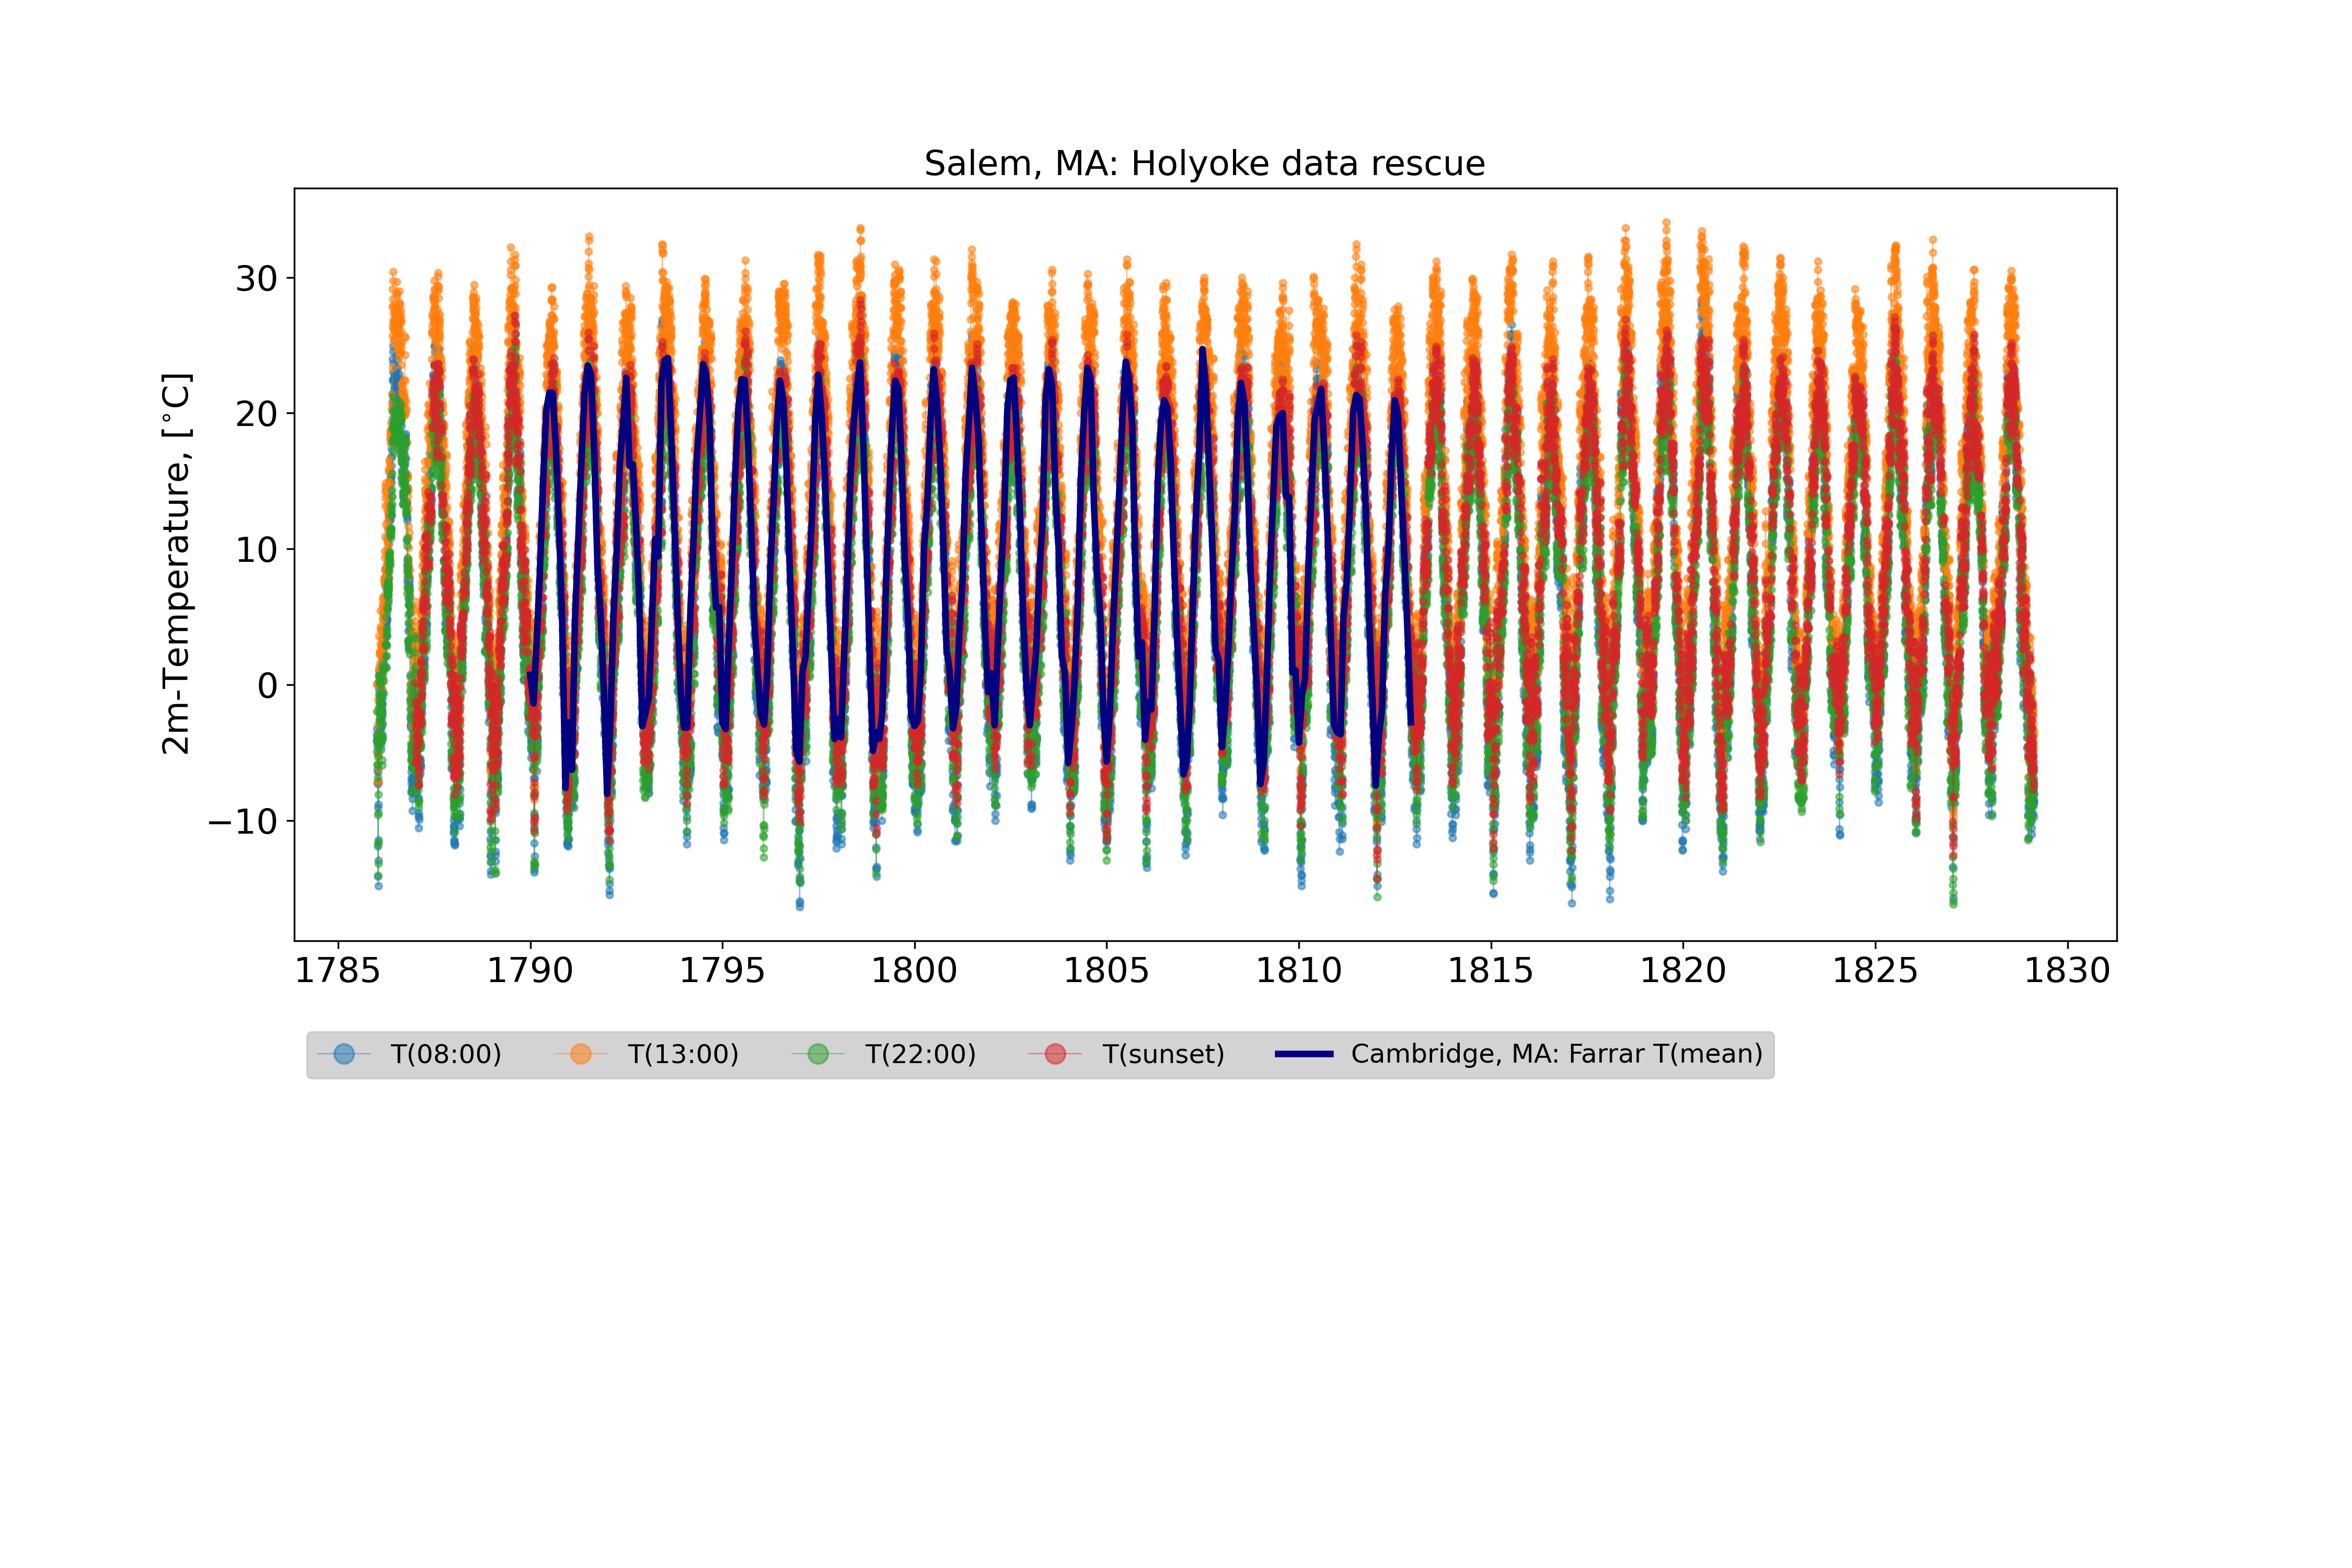 Salem, MA: Holyoke data rescue
2m-Temperature, [°C]
30
20
10
0
−10
1785 1790 1795 1800 1805 1810 1815 1820 1825 1830
T(08:00) T(13:00) T(22:00) T(sunset) Cambridge, MA: Farrar T(mean)